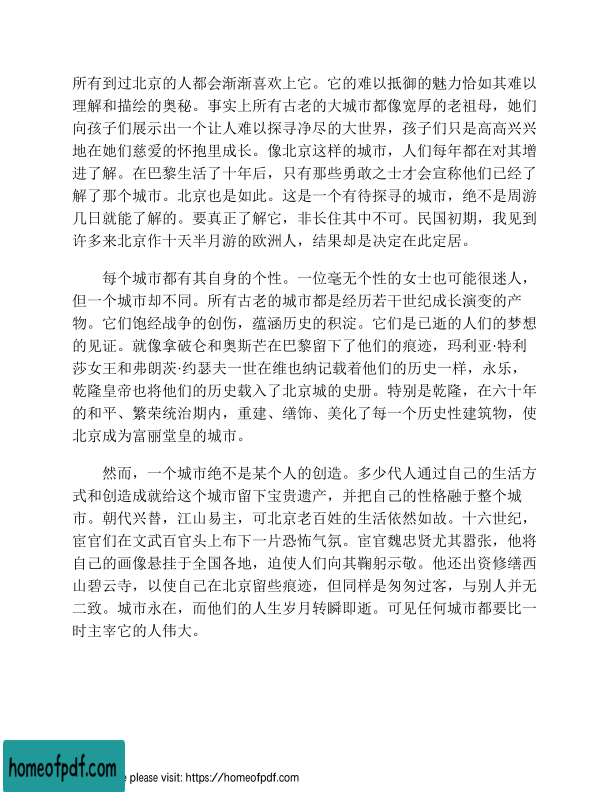 所有到过北京的人都会渐渐喜欢上它。它的难以抵御的魅力恰如其难以
理解和描绘的奥秘。事实上所有古老的大城市都像宽厚的老祖母，她们
向孩子们展示出一个让人难以探寻净尽的大世界，孩子们只是高高兴兴
地在她们慈爱的怀抱里成长。像北京这样的城市，人们每年都在对其增
进了解。在巴黎生活了十年后，只有那些勇敢之士才会宣称他们已经了
解了那个城市。北京也是如此。这是一个有待探寻的城市，绝不是周游
几日就能了解的。要真正了解它，非长住其中不可。民国初期，我见到
许多来北京作十天半月游的欧洲人，结果却是决定在此定居。
每个城市都有其自身的个性。一位毫无个性的女士也可能很迷人，
但一个城市却不同。所有古老的城市都是经历若干世纪成长演变的产
物。它们饱经战争的创伤，蕴涵历史的积淀。它们是已逝的人们的梦想
的见证。就像拿破仑和奥斯芒在巴黎留下了他们的痕迹，玛利亚·特利
莎女王和弗朗茨·约瑟夫一世在维也纳记载着他们的历史一样，永乐，
乾隆皇帝也将他们的历史载入了北京城的史册。特别是乾隆，在六十年
的和平、繁荣统治期内，重建、缮饰、美化了每一个历史性建筑物，使
北京成为富丽堂皇的城市。
然而，一个城市绝不是某个人的创造。多少代人通过自己的生活方
式和创造成就给这个城市留下宝贵遗产，并把自己的性格融于整个城
市。朝代兴替，江山易主，可北京老百姓的生活依然如故。十六世纪，
宦官们在文武百官头上布下一片恐怖气氛。宦官魏忠贤尤其嚣张，他将
自己的画像悬挂于全国各地，迫使人们向其鞠躬示敬。他还出资修缮西
山碧云寺，以使自己在北京留些痕迹，但同样是匆匆过客，与别人并无
二致。城市永在，而他们的人生岁月转瞬即逝。可见任何城市都要比一
时主宰它的人伟大。
homeofpdf.com
e please visit: https://homeofpdf.com